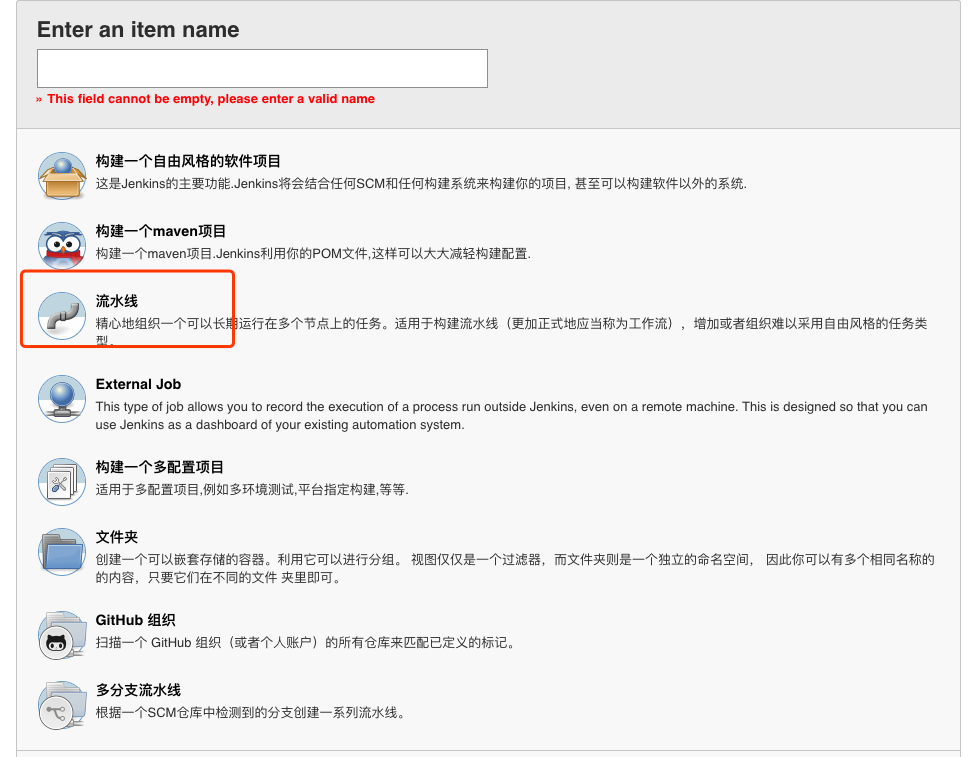 Enter an item name
» This field cannot be empty, please enter a valid name
构建一个自由风格的软件项目
这是Jenkins的主要功能.Jenkins将会结合任何SCM和任何构建系统来构建你的项目, 甚至可以构建软件以外的系统.
构建一个maven项目
构建一个maven项目.Jenkins利用你的POM文件,这样可以大大减轻构建配置.
流水线
精心地组织一个可以长期运行在多个节点上的任务。适用于构建流水线（更加正式地应当称为工作流），增加或者组织难以采用自由风格的任务类
型。
External Job
This type of job allows you to record the execution of a process run outside Jenkins, even on a remote machine. This is designed so that you can
use Jenkins as a dashboard of your existing automation system.
构建一个多配置项目
适用于多配置项目,例如多环境测试,平台指定构建,等等.
文件夹
创建一个可以嵌套存储的容器。利用它可以进行分组。 视图仅仅是一个过滤器，而文件夹则是一个独立的命名空间， 因此你可以有多个相同名称的
的内容，只要它们在不同的文件 夹里即可。
GitHub 组织
扫描一个 GitHub 组织（或者个人账户）的所有仓库来匹配已定义的标记。
多分支流水线
根据一个SCM仓库中检测到的分支创建一系列流水线。